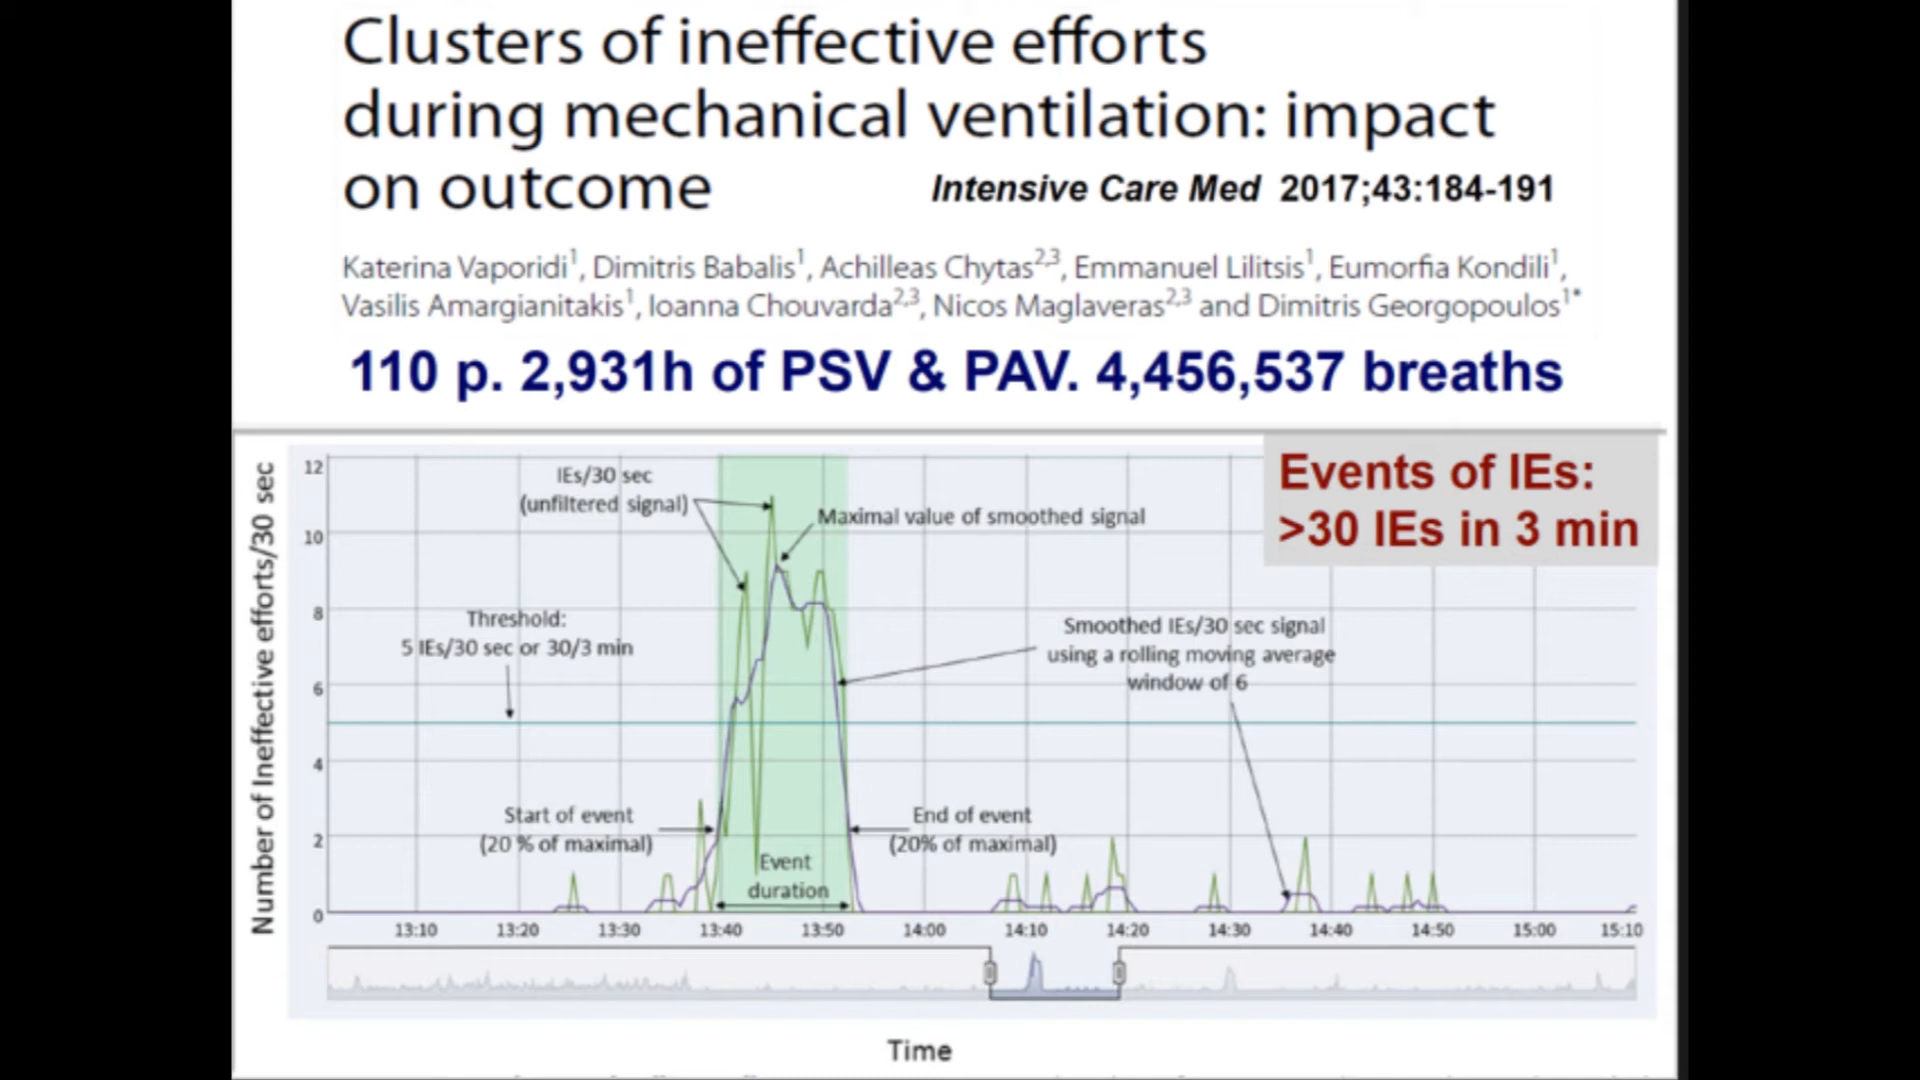 Clusters of ineffective efforts
during mechanical ventilation: impact
on outcome
Intensive Care Med 2017;43:184-191
Katerina Vaporidi1, Dimitris Babalis1, Achilleas Chytas2,3, Emmanuel Lilitsis1, Eumorfia Kondili1,
Vasilis Amargianitakis1, Ioanna Chouvarda2,3, Nicos Maglaveras2,3 and Dimitris Georgopoulos1*
110 p. 2,931h of PSV & PAV. 4,456,537 breaths
Events of IEs:
>30 IEs in 3 min
Number of Ineffective efforts/30 sec
12
10
8
6
4
2
0
IEs/30 sec
(unfiltered signal)
Maximal value of smoothed signal
Threshold:
5 IEs/30 sec or 30/3 min
Smoothed IEs/30 sec signal
using a rolling moving average
window of 6
Start of event
(20 % of maximal)
End of event
(20% of maximal)
Event
duration
13:10 13:20 13:30 13:40 13:50 14:00 14:10 14:20 14:30 14:40 14:50 15:00 15:10
Time